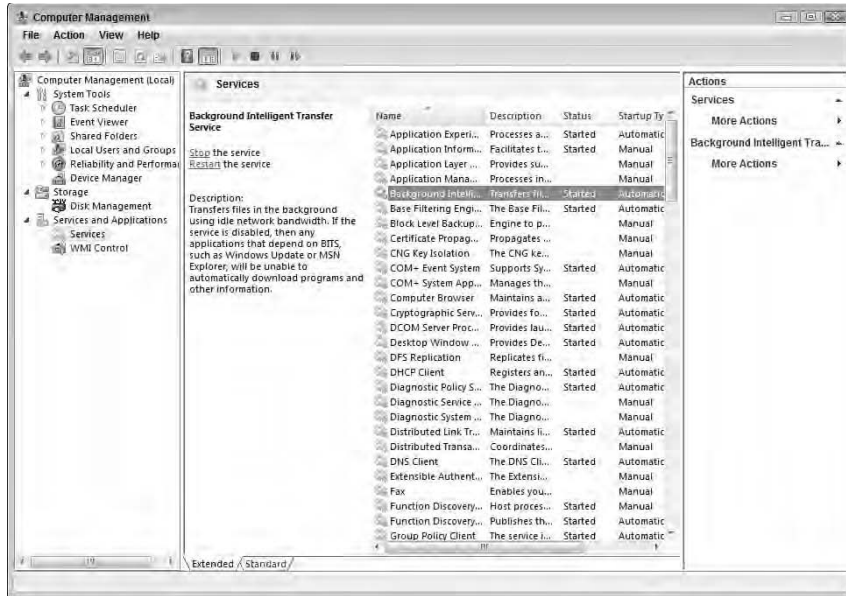 Computer Management
File Action View Help
Computer Management (Local)
System Tools
Task Scheduler
Event Viewer
Shared Folders
Local Users and Groups
Reliability and Performa
Device Manager
Storage
Disk Management
Services and Applications
Services
WMI Control
Services
Background Intelligent Transfer
Service
Stop the service
Restart the service
Description:
Transfers files in the background
using idle network bandwidth. If the
service is disabled, then any
applications that depend on BITS,
such as Windows Update or MSN
Explorer, will be unable to
automatically download programs and
other information.
Name Description Status Startup Ty
Application Experi... Processes a... Started Automatic
Application Inform... Facilitates t... Started Manual
Application Layer ... Provides su... Manual
Application Mana... Processes in... Manual
Background Intelli... Transfers fil... Started Automatic
Base Filtering Engi... The Base Fil... Started Automatic
Block Level Backup... Engine to p... Manual
Certificate Propag... Propagates ... Manual
CNG Key Isolation The CNG ke... Manual
COM+ Event System Supports Sy... Started Automatic
COM+ System App... Manages th... Manual
Computer Browser Maintains a... Started Automatic
Cryptographic Serv... Provides fo... Started Automatic
DCOM Server Proc... Provides lau... Started Automatic
Desktop Window ... Provides De... Started Automatic
DFS Replication Replicates fi... Manual
DHCP Client Registers an... Started Automatic
Diagnostic Policy S... The Diagno... Started Automatic
Diagnostic Service ... The Diagno... Manual
Diagnostic System ... The Diagno... Manual
Distributed Link Tr... Maintains li... Started Automatic
Distributed Transa... Coordinates... Manual
DNS Client The DNS Cli... Started Automatic
Extensible Authent... The Extensi... Manual
Fax Enables you... Manual
Function Discovery... Host proces... Started Manual
Function Discovery... Publishes th... Started Automatic
Group Policy Client The service i... Started Automatic
Extended Standard
Actions
Services
More Actions
Background Intelligent Tra...
More Actions